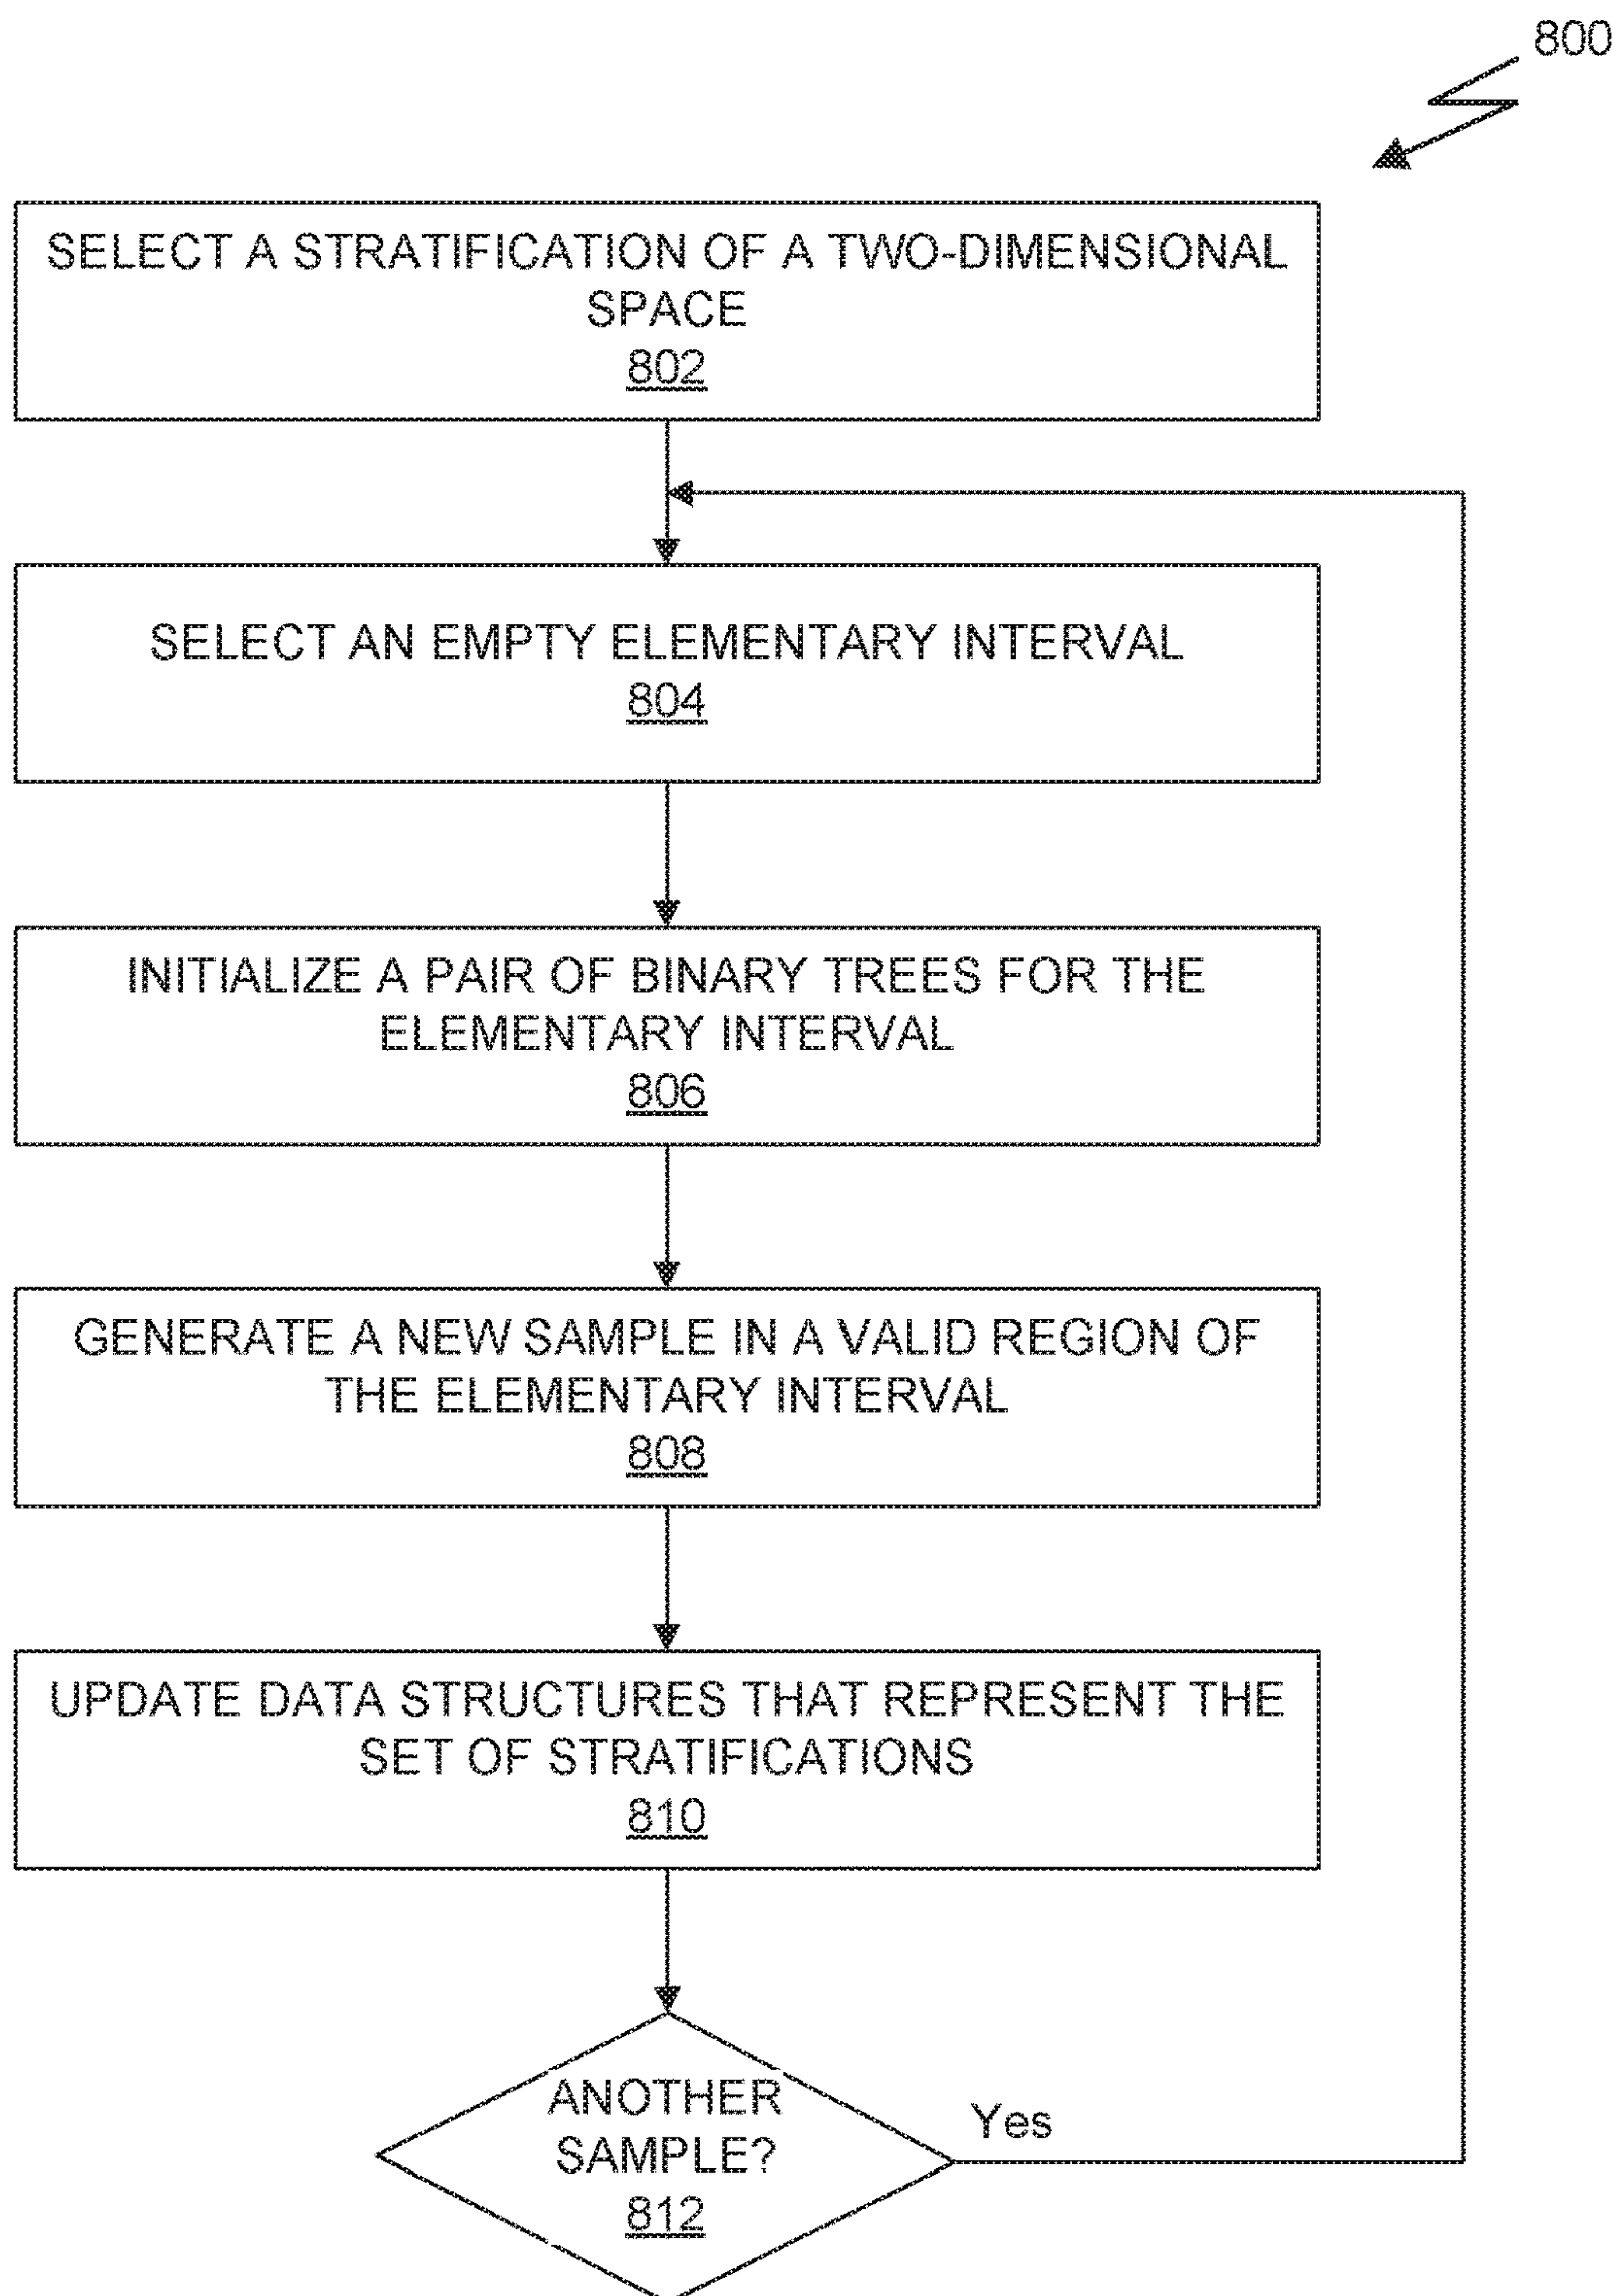 800
SELECT A STRATIFICATION OF A TWO-DIMENSIONAL
SPACE
802
SELECT AN EMPTY ELEMENTARY INTERVAL
804
INITIALIZE A PAIR OF BINARY TREES FOR THE
ELEMENTARY INTERVAL
806
GENERATE A NEW SAMPLE IN A VALID REGION OF
THE ELEMENTARY INTERVAL
808
UPDATE DATA STRUCTURES THAT REPRESENT THE
SET OF STRATIFICATIONS
810
ANOTHER
SAMPLE?
812
Yes